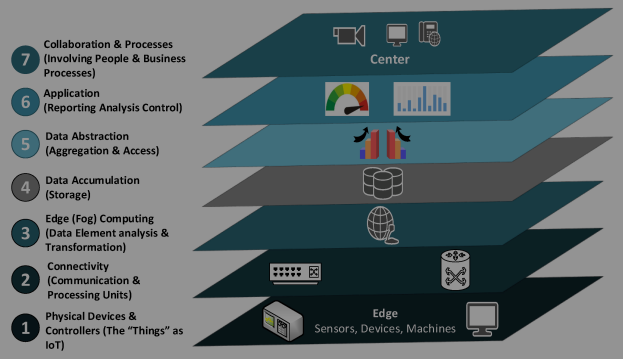 7
Collaboration & Processes
(Involving People & Business
Processes)
Center
6
Application
(Reporting Analysis Control)
5
Data Abstraction
(Aggregation & Access)
4
Data Accumulation
(Storage)
3
Edge (Fog) Computing
(Data Element analysis &
Transformation)
2
Connectivity
(Communication &
Processing Units)
1
Physical Devices &
Controllers (The “Things” as
IoT)
Edge
Sensors, Devices, Machines